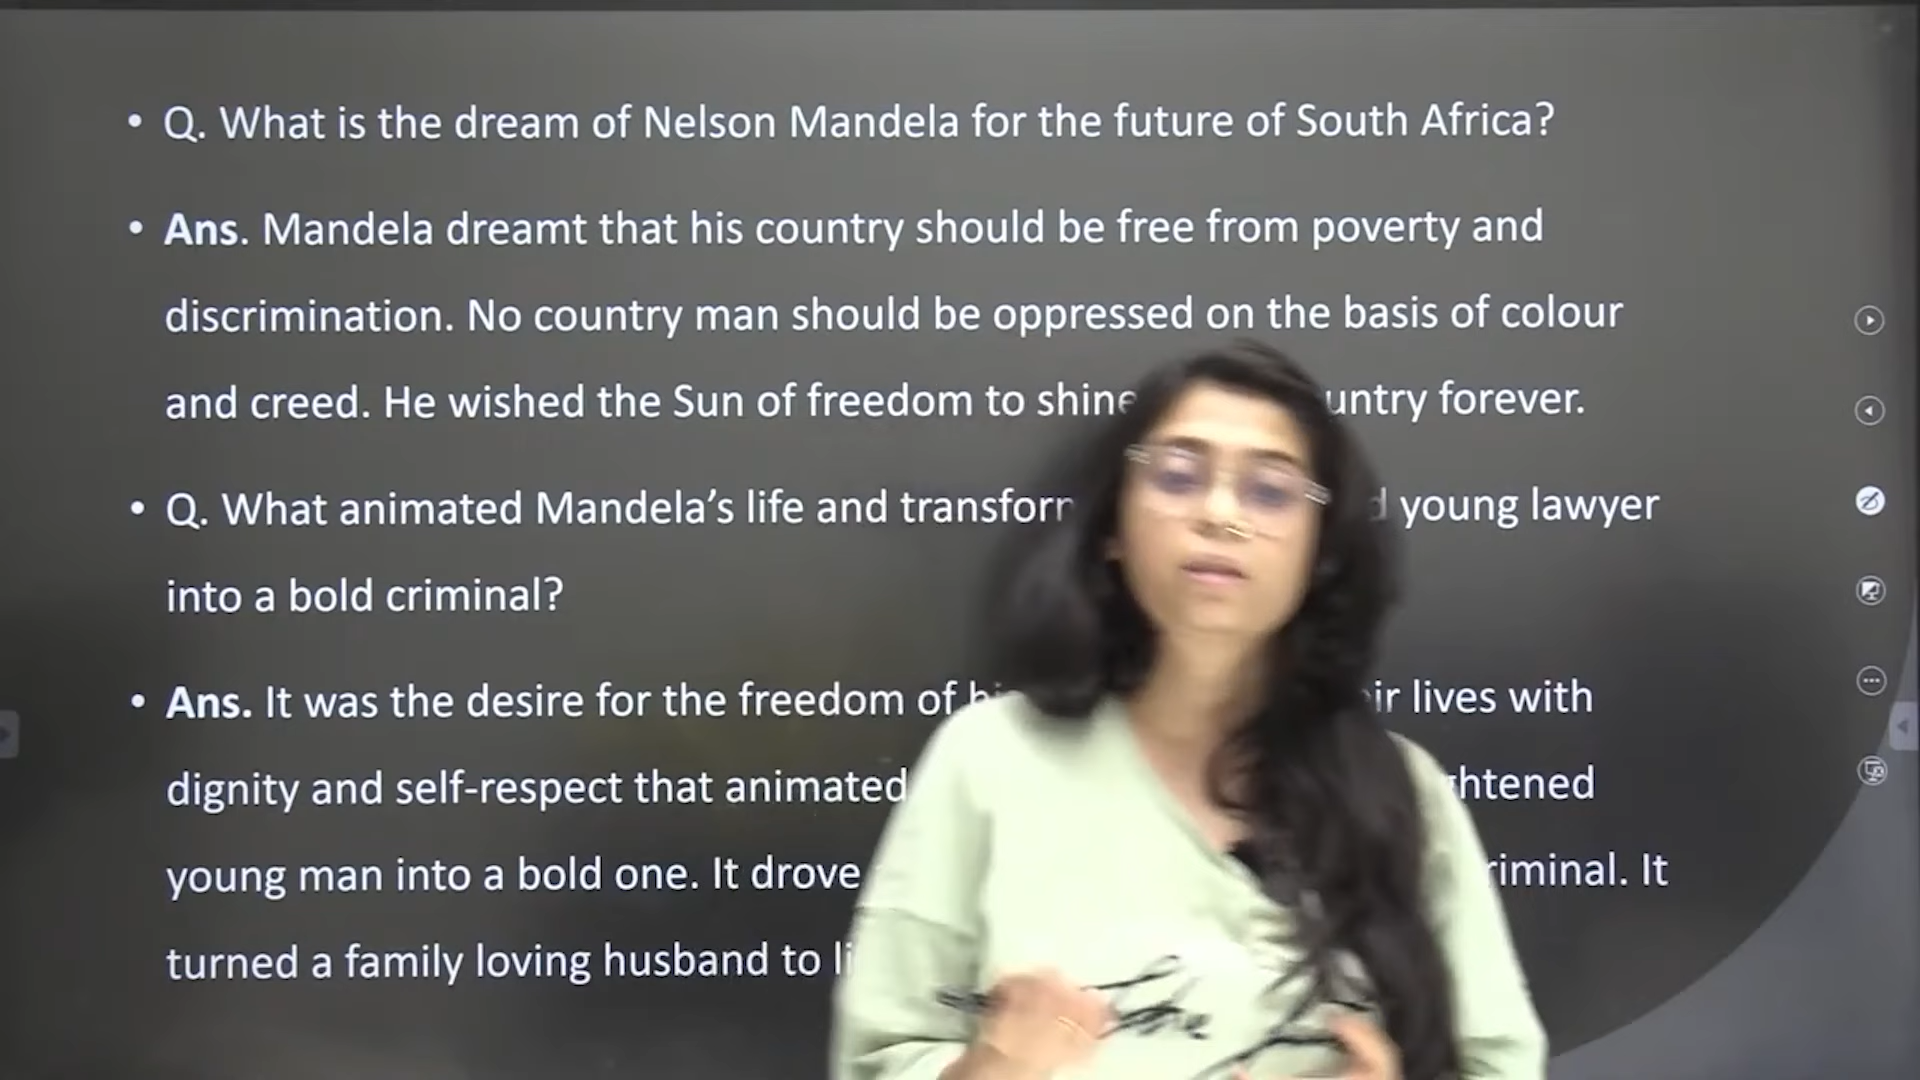 • Q. What is the dream of Nelson Mandela for the future of South Africa?
• Ans. Mandela dreamt that his country should be free from poverty and
discrimination. No country man should be oppressed on the basis of colour
and creed. He wished the Sun of freedom to shine untry forever.
• Q. What animated Mandela's life and transfor young lawyer
into a bold criminal?
• Ans. It was the desire for the freedom of ir lives with
dignity and self-respect that animated htened
young man into a bold one. It drove riminal. It
turned a family loving husband to li